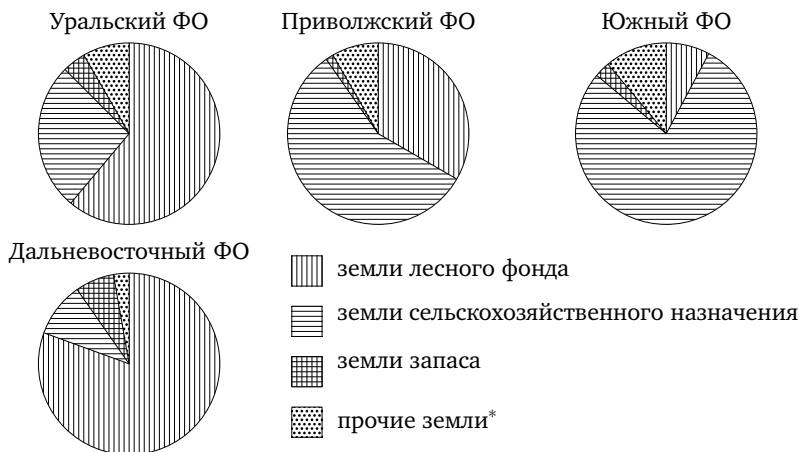 Уральский ФО
Приволжский ФО
Южный ФО
Дальневосточный ФО
земли лесного фонда
земли сельскохозяйственного назначения
земли запаса
прочие земли*